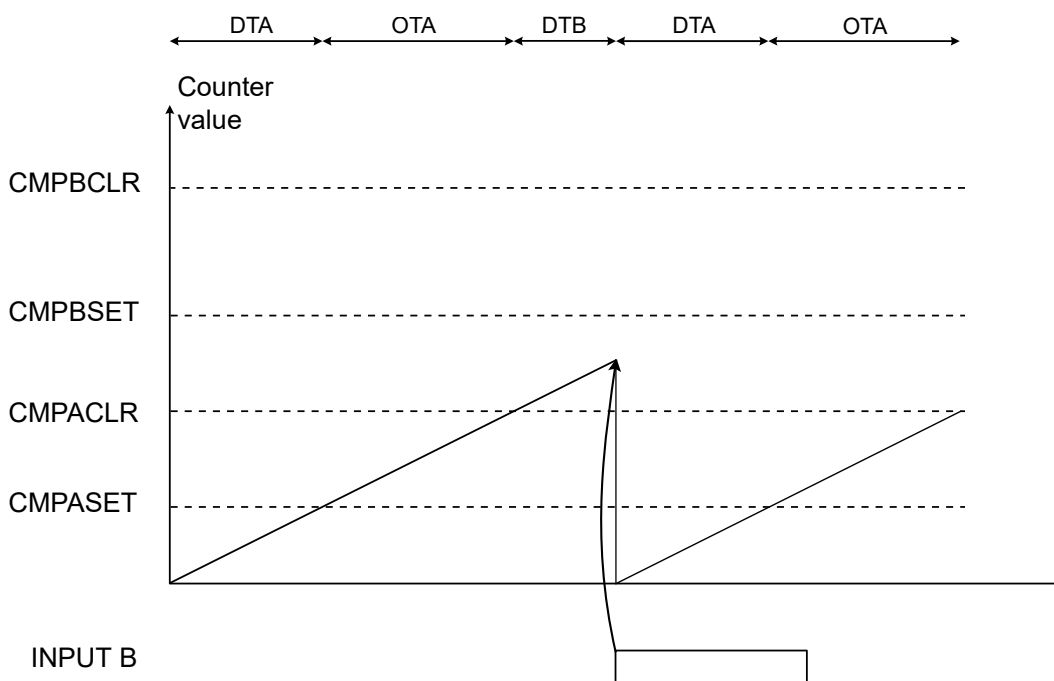 DTA OTA DTB DTA OTA
Counter
value
CMPBCLR
CMPBSET
CMPACLR
CMPASET
INPUT B